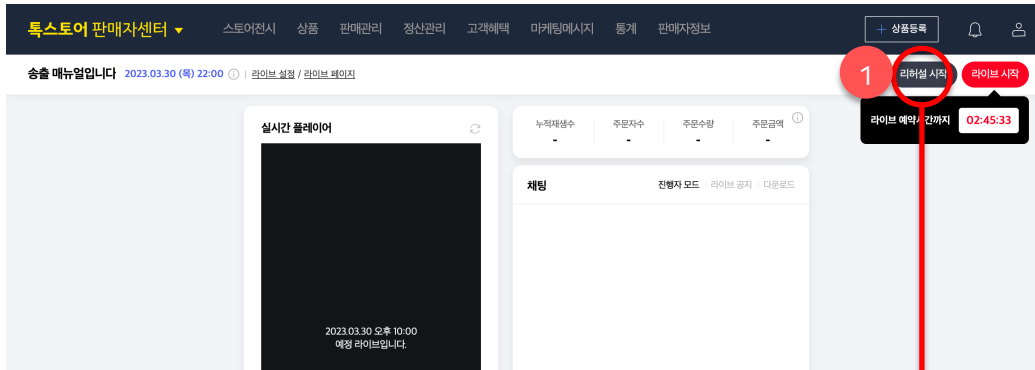 톡스토어 판매자센터 ▼ 스토어전시 상품 판매관리 정산관리 고객혜택 마케팅메시지 통계 판매자정보 + 상품등록
송출 매뉴얼입니다 2023.03.30 (목) 22:00 라이브 설정 / 라이브 페이지 1 리허설 시작 라이브 시작
라이브 예약시간까지 02:45:33
실시간 플레이어
누적재생수 주문자수 주문수량 주문금액
- - - -
채팅 진행자 모드 라이브 공지 다운로드
2023.03.30 오후 10:00
예정 라이브입니다.